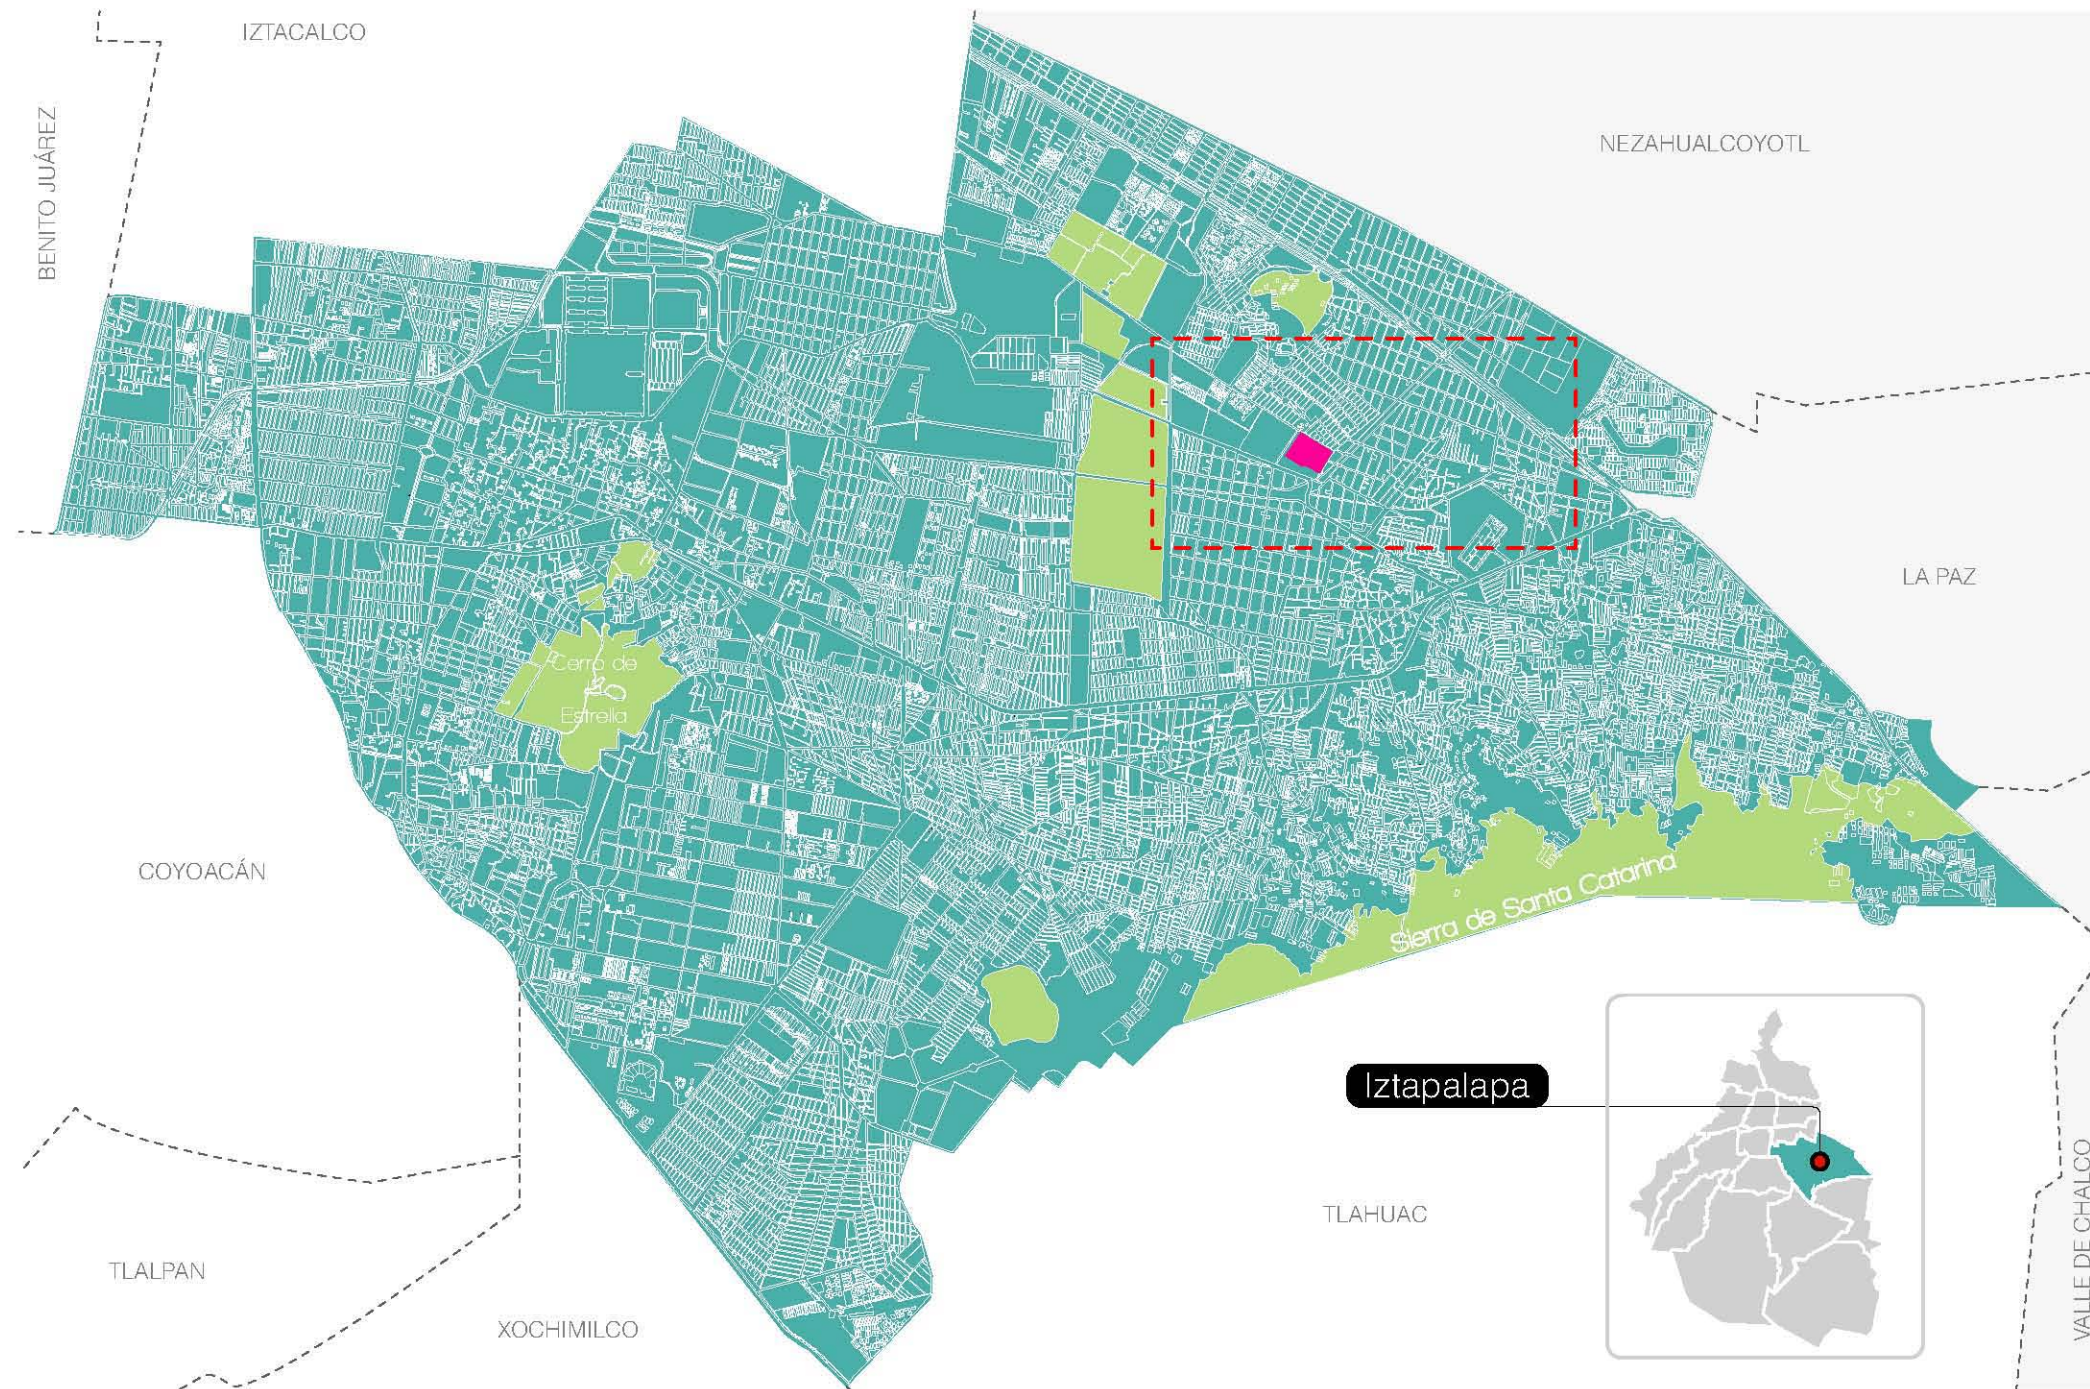 IZTACALCO
BENITO JUÁREZ
NEZAHUALCOYOTL
LA PAZ
Cerro de
Estrella
COYOACÁN
Sierra de Santa Catarina
Iztapalapa
TLAHUAC
VALLE DE CHALCO
TLALPAN
XOCHIMILCO